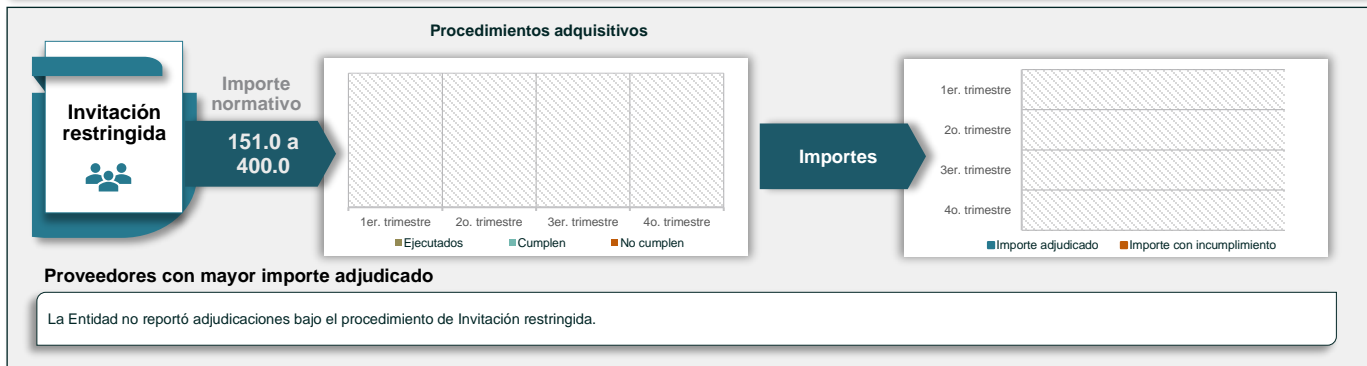 Procedimientos adquisitivos
Invitación
restringida
Importe
normativo
151.0 a
400.0
1er. trimestre
2o. trimestre
3er. trimestre
4o. trimestre
Ejecutados
Cumplen
No cumplen
Importes
1er. trimestre
2o. trimestre
3er. trimestre
4o. trimestre
Importe adjudicado
Importe con incumplimiento
Proveedores con mayor importe adjudicado
La Entidad no reportó adjudicaciones bajo el procedimiento de Invitación restringida.